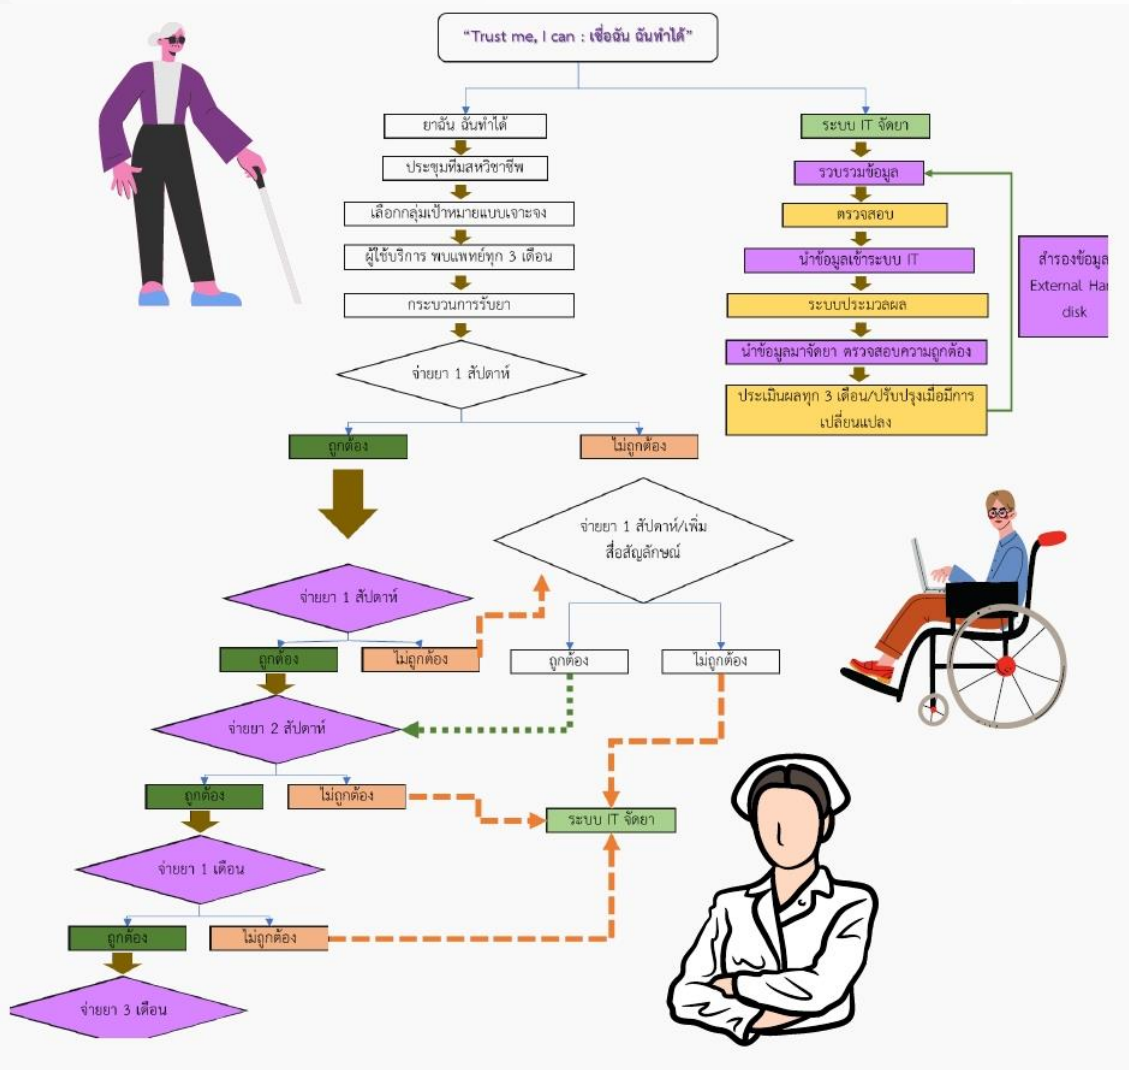 “Trust me, I can : เชื่อฉัน ฉันทำได้”
ยาฉัน ฉันทำได้
ประชุมทีมสหวิชาชีพ
เลือกกลุ่มเป้าหมายแบบเจาะจง
ผู้ใช้บริการ พบแพทย์ทุก 3 เดือน
กระบวนการรับยา
จ่ายยา 1 สัปดาห์
ถูกต้อง
ไม่ถูกต้อง
จ่ายยา 1 สัปดาห์/เพิ่ม
สื่อสัญลักษณ์
จ่ายยา 1 สัปดาห์
ถูกต้อง
ไม่ถูกต้อง
ถูกต้อง
ไม่ถูกต้อง
จ่ายยา 2 สัปดาห์
ถูกต้อง
ไม่ถูกต้อง
ระบบ IT จัดยา
จ่ายยา 1 เดือน
ถูกต้อง
ไม่ถูกต้อง
จ่ายยา 3 เดือน
ระบบ IT จัดยา
รวบรวมข้อมูล
ตรวจสอบ
นำข้อมูลเข้าระบบ IT
ระบบประมวลผล
นำข้อมูลมาจัดยา ตรวจสอบความถูกต้อง
ประเมินผลทุก 3 เดือน/ปรับปรุงเมื่อมีการ
เปลี่ยนแปลง
สำรองข้อมูล
External Har
disk